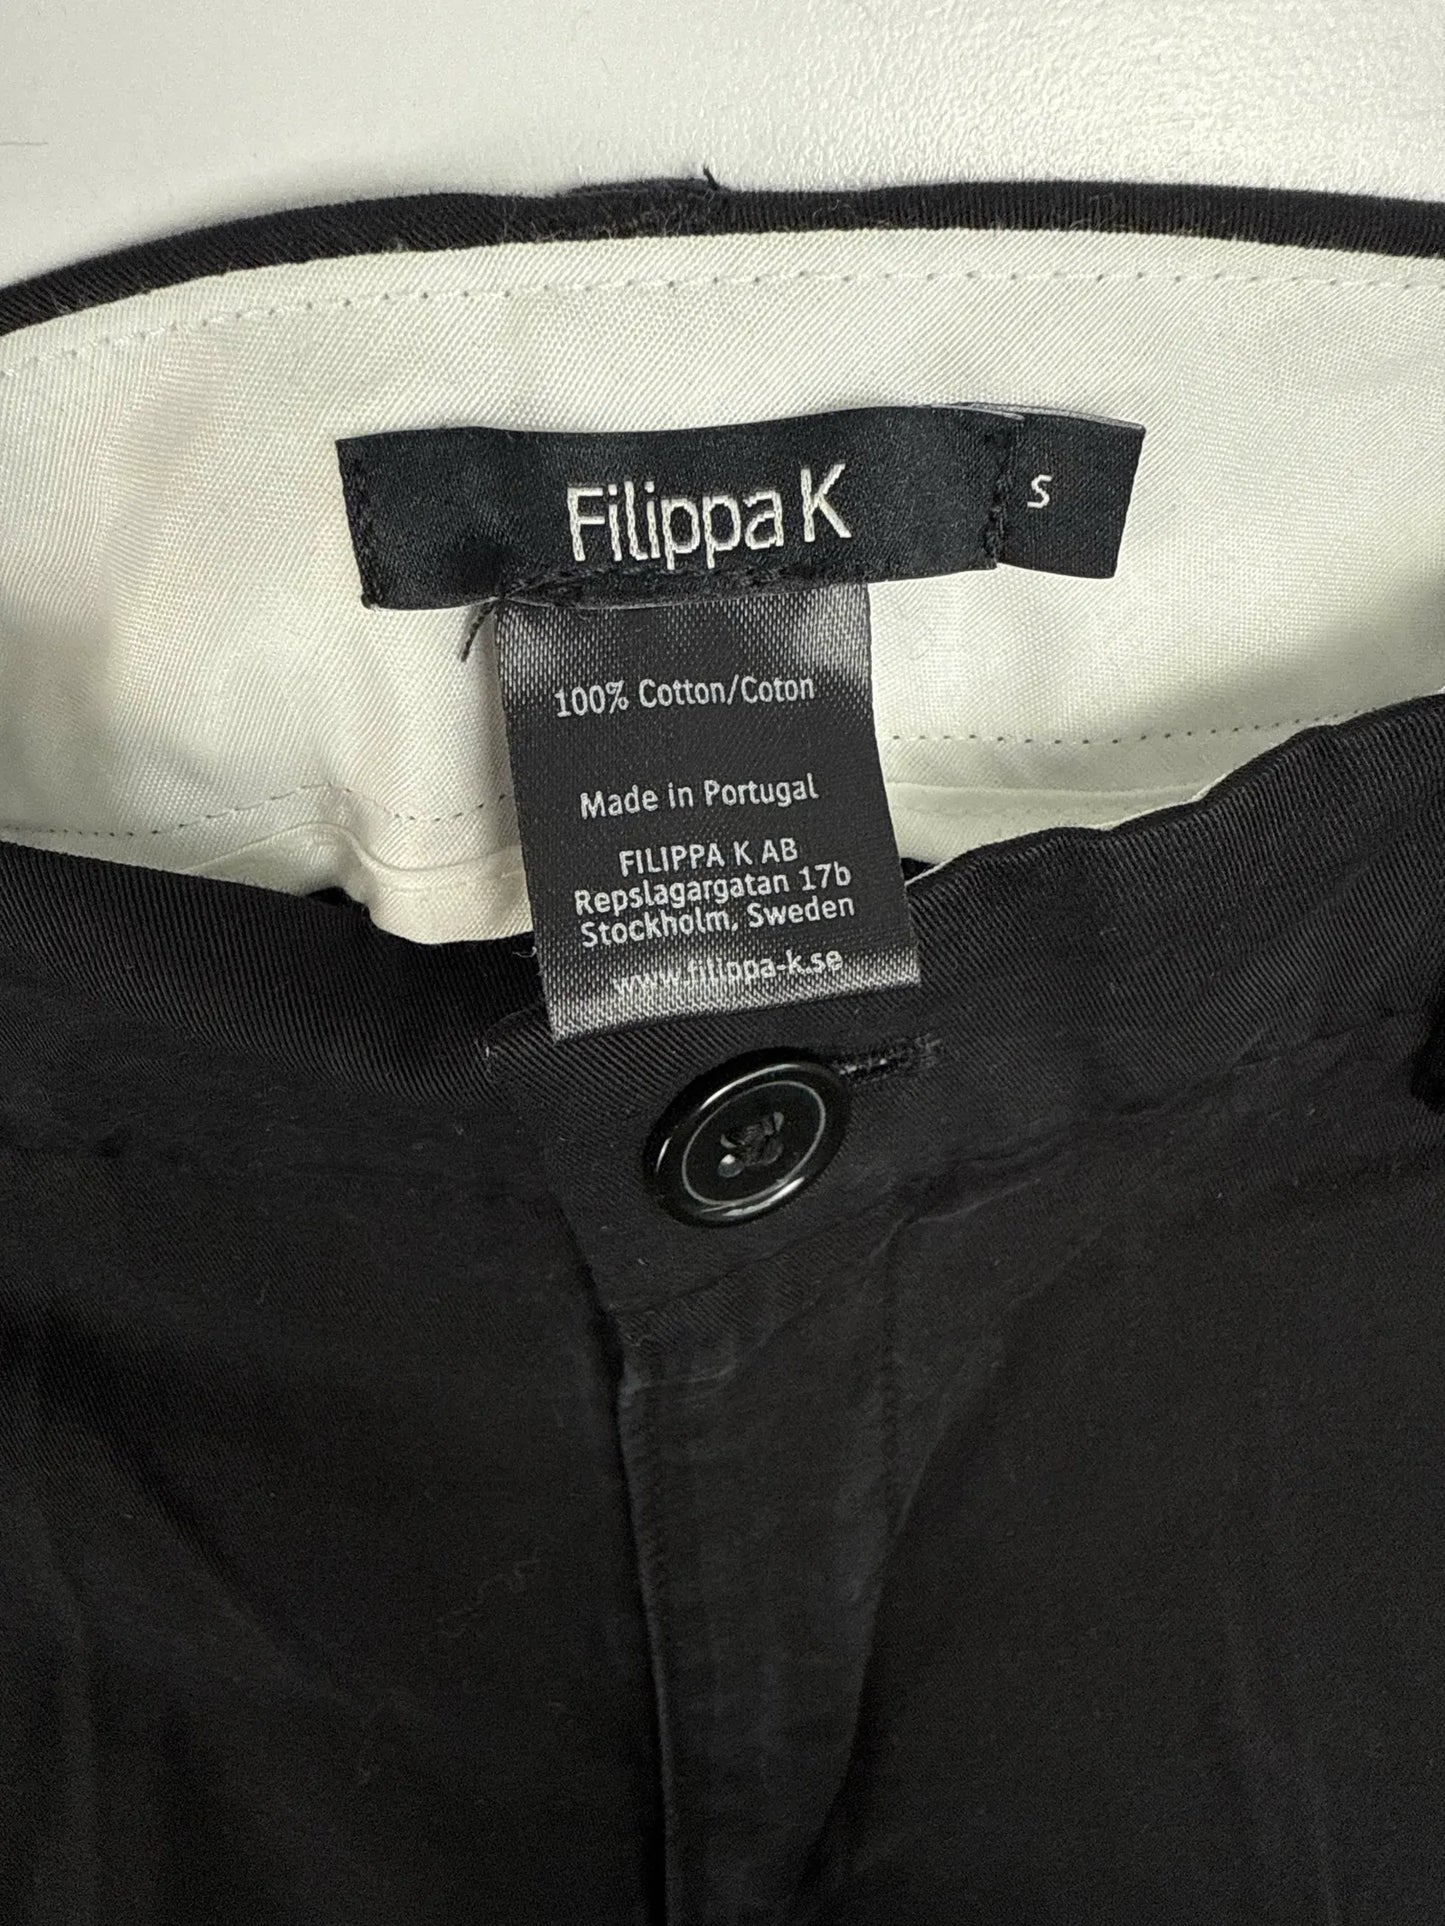 Filippa K
S
100% Cotton/Coton
Made in Portugal
FILIPPA K AB
Repslagargatan 17b
Stockholm, Sweden
www.filippa-k.se